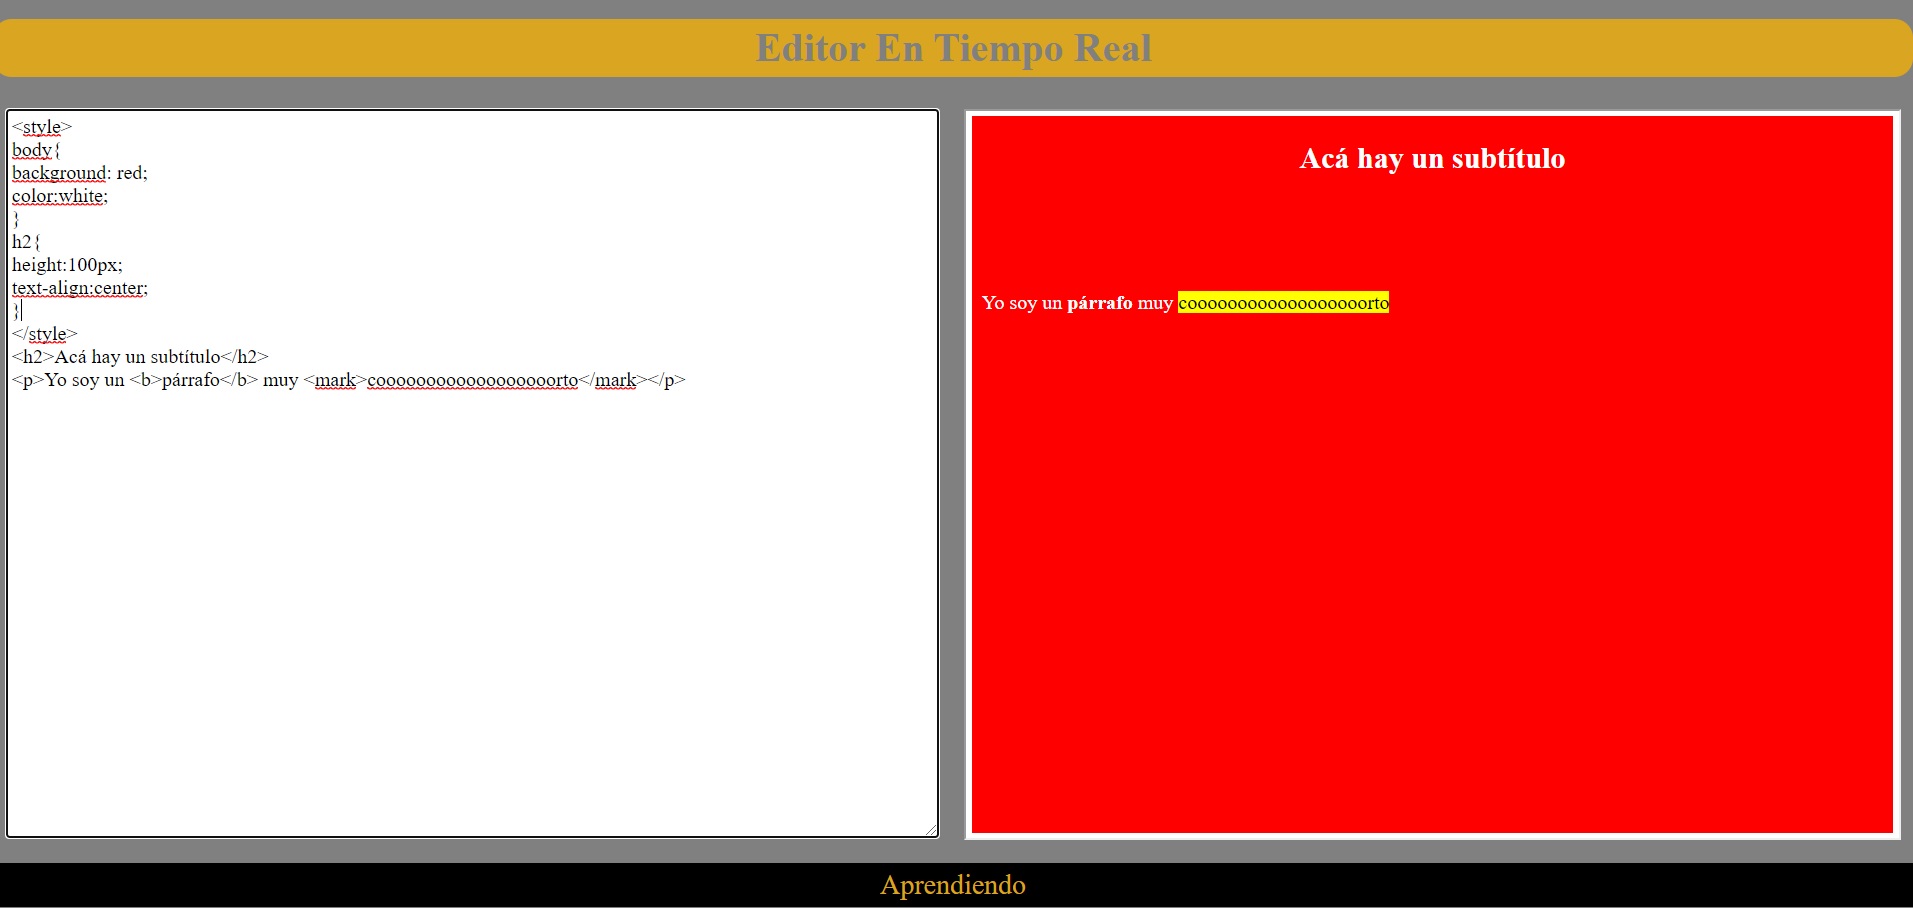 Editor En Tiempo Real
<style>
body{
background: red;
color:white;
}
h2{
height:100px;
text-align:center;
}
</style>
<h2>Acá hay un subtítulo</h2>
<p>Yo soy un <b>párrafo</b> muy <mark>cooooooooooooooooooorto</mark></p>
Acá hay un subtítulo
Yo soy un párrafo muy cooooooooooooooooooorto
Aprendiendo